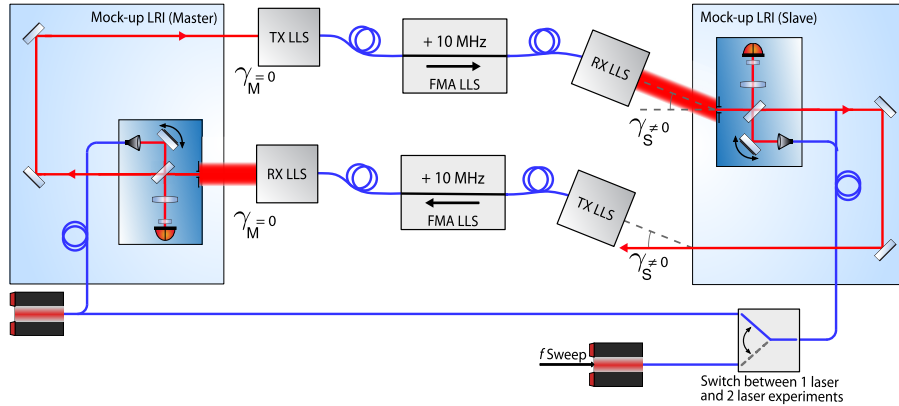 Mock-up LRI (Master)
TX LLS
γM = 0
+ 10 MHz
FMA LLS
RX LLS
γS ≠ 0
Mock-up LRI (Slave)
RX LLS
γM = 0
+ 10 MHz
FMA LLS
TX LLS
γS ≠ 0
f Sweep
Switch between 1 laser
and 2 laser experiments